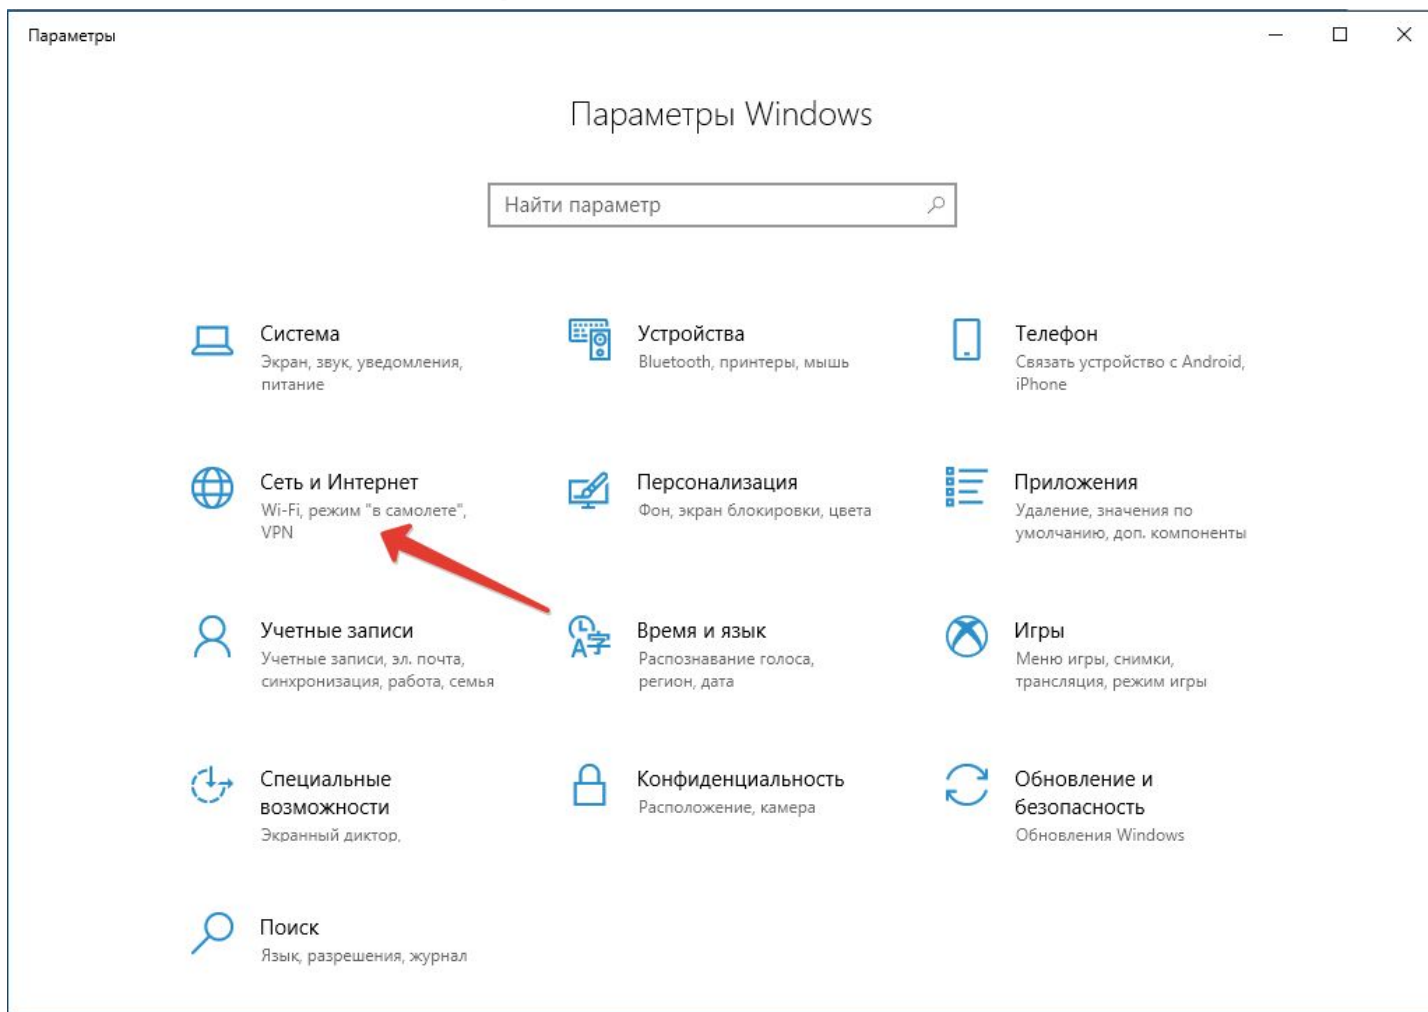 Параметры
Параметры Windows
Найти параметр
Система
Экран, звук, уведомления,
питание
Устройства
Bluetooth, принтеры, мышь
Телефон
Связать устройство с Android,
iPhone
Сеть и Интернет
Wi-Fi, режим "в самолете",
VPN
Персонализация
Фон, экран блокировки, цвета
Приложения
Удаление, значения по
умолчанию, доп. компоненты
Учетные записи
Учетные записи, эл. почта,
синхронизация, работа, семья
Время и язык
Распознавание голоса,
регион, дата
Игры
Меню игры, снимки,
трансляция, режим игры
Специальные
возможности
Экранный диктор,
Конфиденциальность
Расположение, камера
Обновление и
безопасность
Обновления Windows
Поиск
Язык, разрешения, журнал